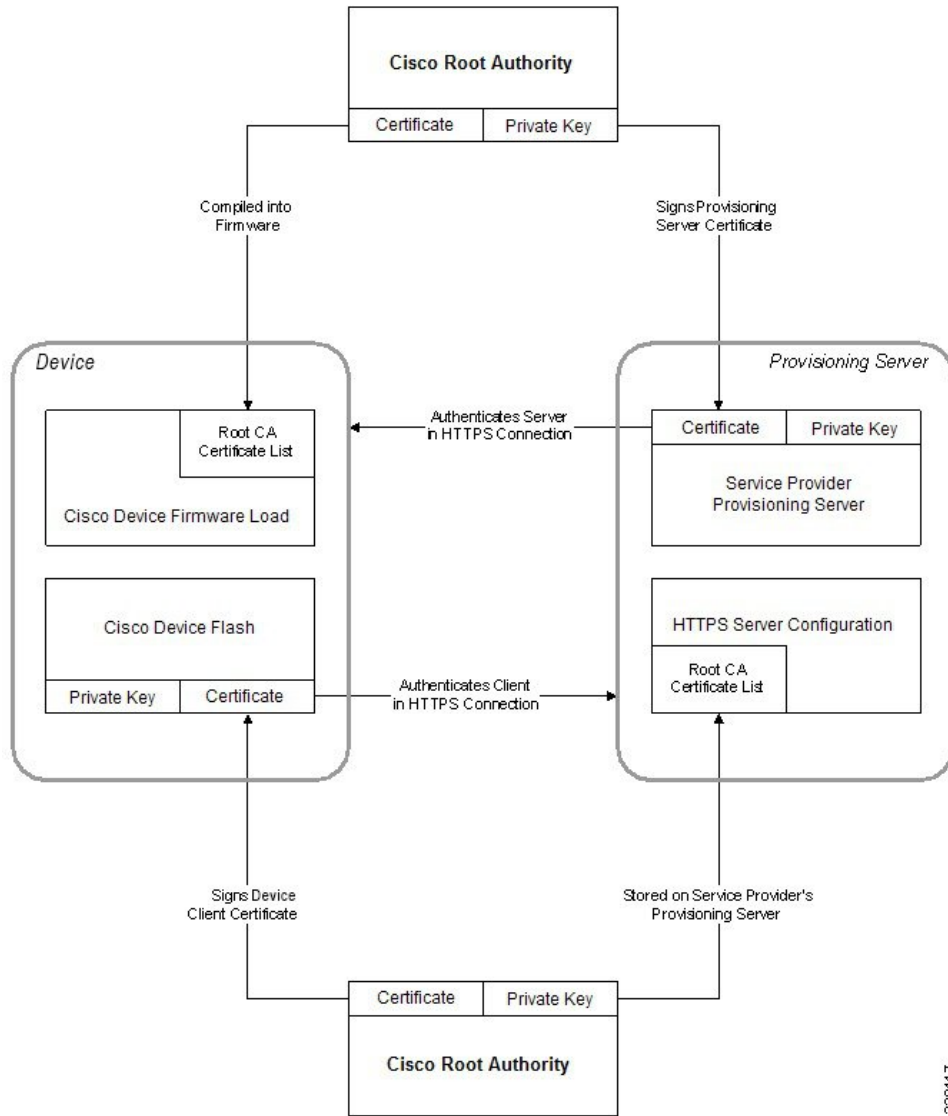 Cisco Root Authority
Certificate
Private Key
Compiled into
Firmware
Signs Provisioning
Server Certificate
Device
Provisioning Server
Root CA
Certificate List
Cisco Device Firmware Load
Authenticates Server
in HTTPS Connection
Certificate
Private Key
Service Provider
Provisioning Server
Cisco Device Flash
Private Key
Certificate
Authenticates Client
in HTTPS Connection
HTTPS Server Configuration
Root CA
Certificate List
Signs Device
Client Certificate
Stored on Service Provider's
Provisioning Server
Certificate
Private Key
Cisco Root Authority